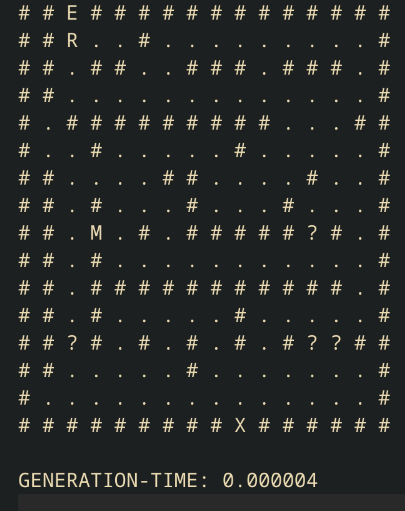 # # E # # # # # # # # # # # # #
# # R . . # . . . . . . . . . #
# # . # # . . # # # . # # # . #
# # . . . . . . . . . . . . . #
# . # # # # # # # # # . . . # #
# . . # . . . . . # . . . . . #
# # . . . . # # . . . . # . . #
# # . # . . . # . . . # . . . #
# # . M . # . # # # # # ? # . #
# # . # . . . . . . . . . . . #
# # . # # # # # # # # # # # . #
# # . # . . . . . # . . . . . #
# # ? # . # . # . # . # ? ? # #
# # . . . . . # . . . . . . . #
# . . . . . . . . . . . . . . #
# # # # # # # # # X # # # # # #
GENERATION-TIME: 0.000004